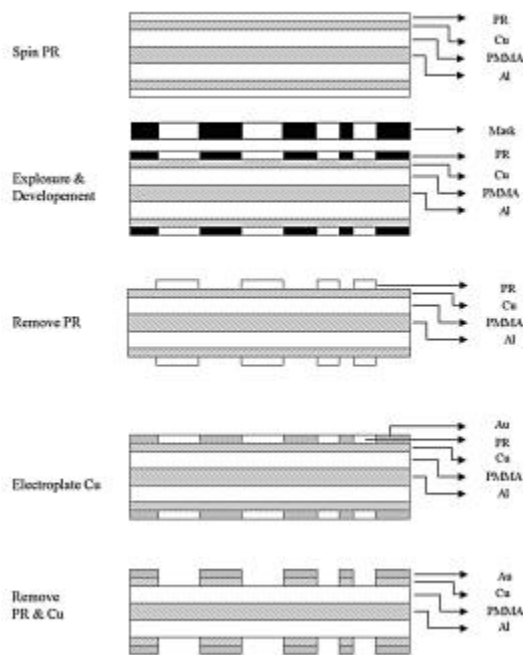 Spin PR
PR
Cu
PMMA
Al
Mask
Explosure &
Developement
PR
Cu
PMMA
Al
Remove PR
PR
Cu
PMMA
Al
Electroplate Cu
Au
PR
Cu
PMMA
Al
Remove
PR & Cu
Au
Cu
PMMA
Al